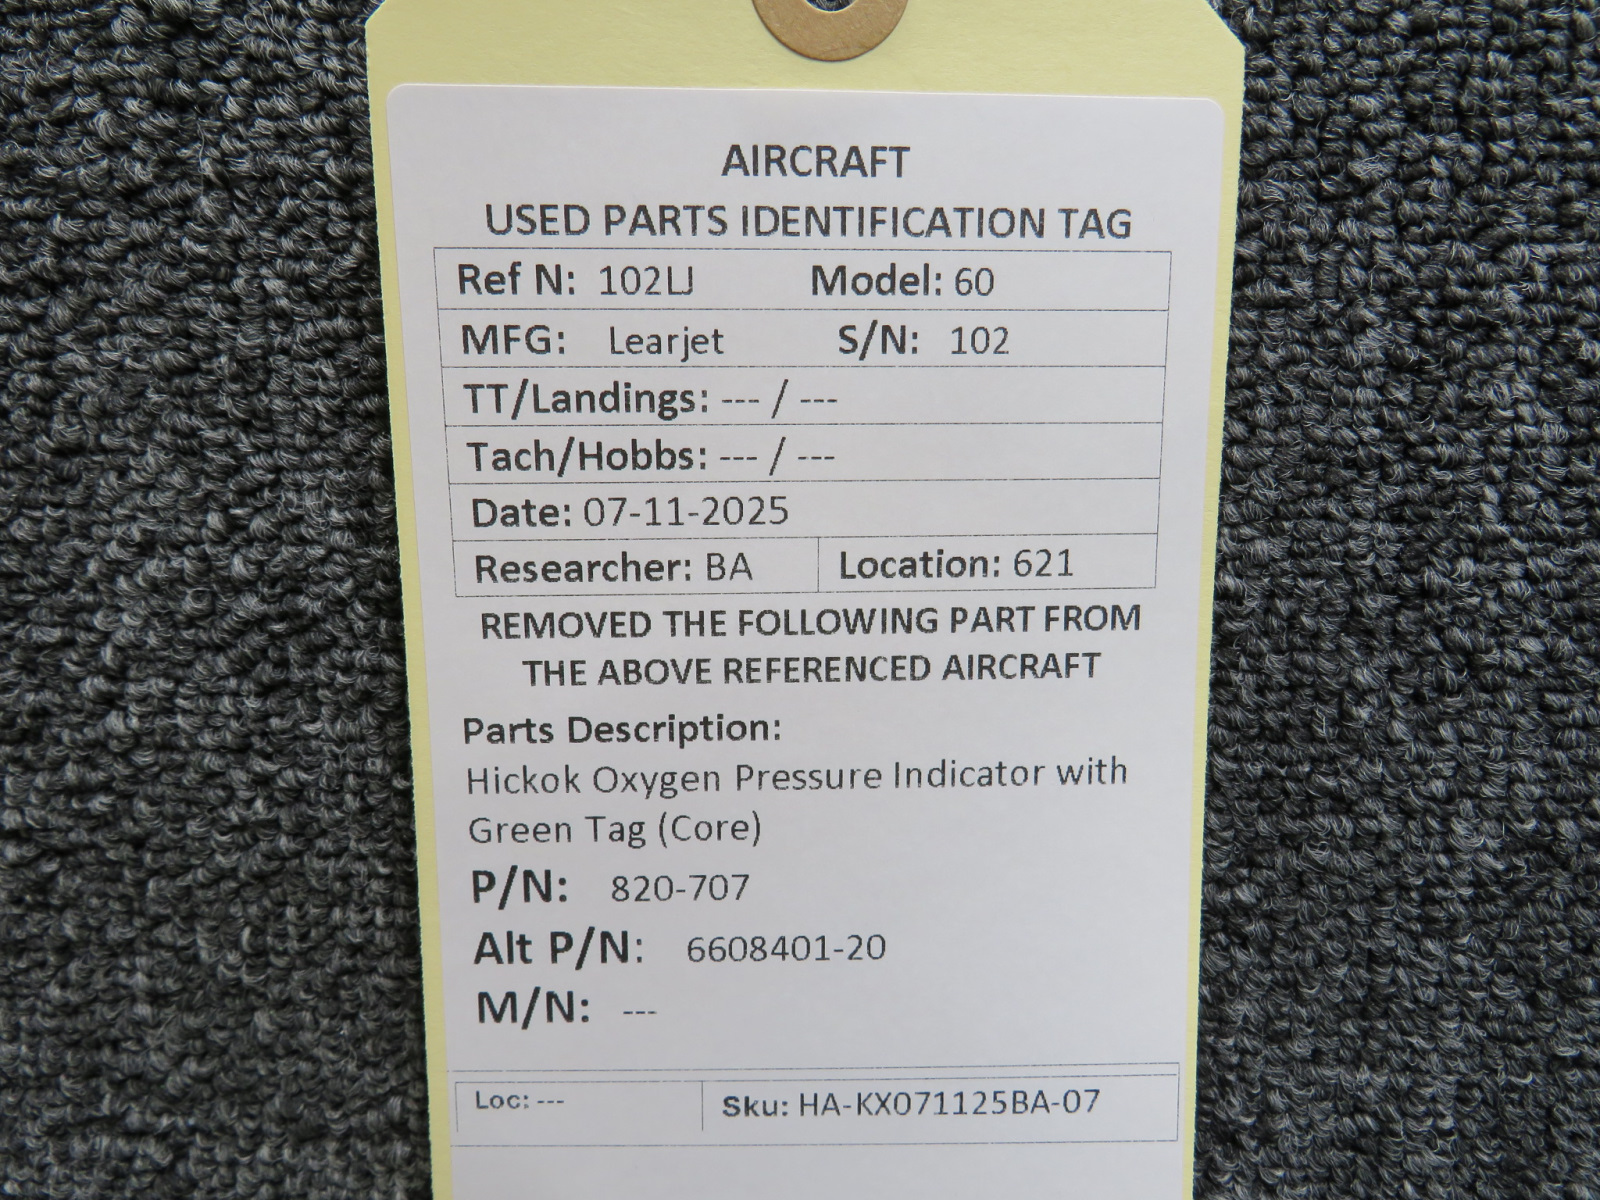 AIRCRAFT
USED PARTS IDENTIFICATION TAG
Ref N: 102LJ Model: 60
MFG: Learjet S/N: 102
TT/Landings: --- / ---
Tach/Hobbs: --- / ---
Date: 07-11-2025
Researcher: BA Location: 621
REMOVED THE FOLLOWING PART FROM
THE ABOVE REFERENCED AIRCRAFT
Parts Description:
Hickok Oxygen Pressure Indicator with
Green Tag (Core)
P/N: 820-707
Alt P/N: 6608401-20
M/N: ---
Loc: --- Sku: HA-KX071125BA-07